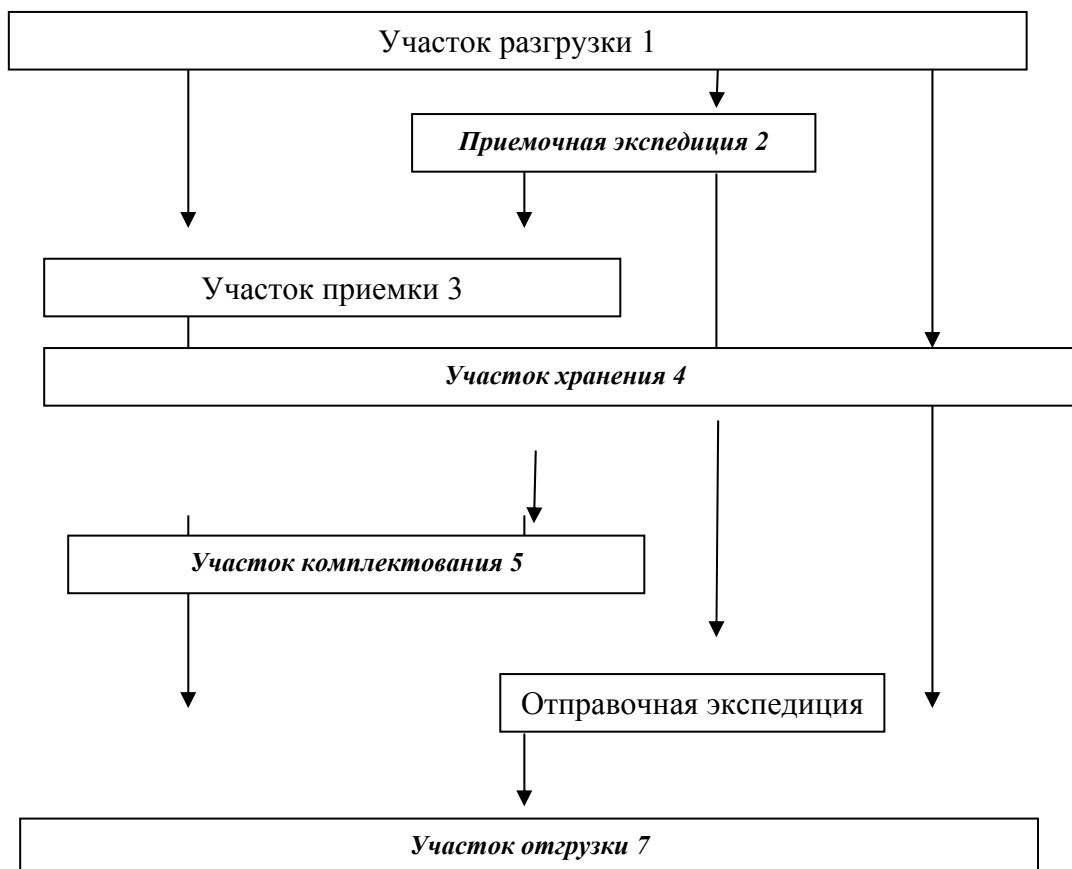 Участок разгрузки 1
Приемочная экспедиция 2
Участок приемки 3
Участок хранения 4
Участок комплектования 5
Отправочная экспедиция
Участок отгрузки 7